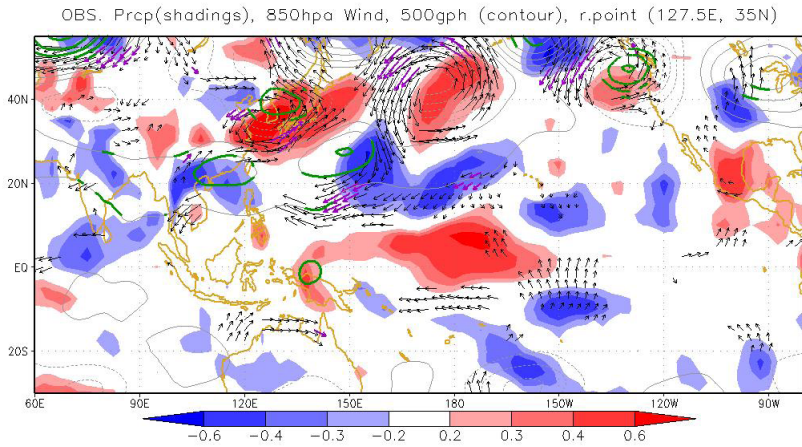 OBS. Prcp(shadings), 850hpa Wind, 500gph (contour), r.point (127.5E, 35N)
40N
20N
EQ
20S
60E 90E 120E 150E 180 150W 120W 90W
−0.6 −0.4 −0.3 −0.2 0.2 0.3 0.4 0.6